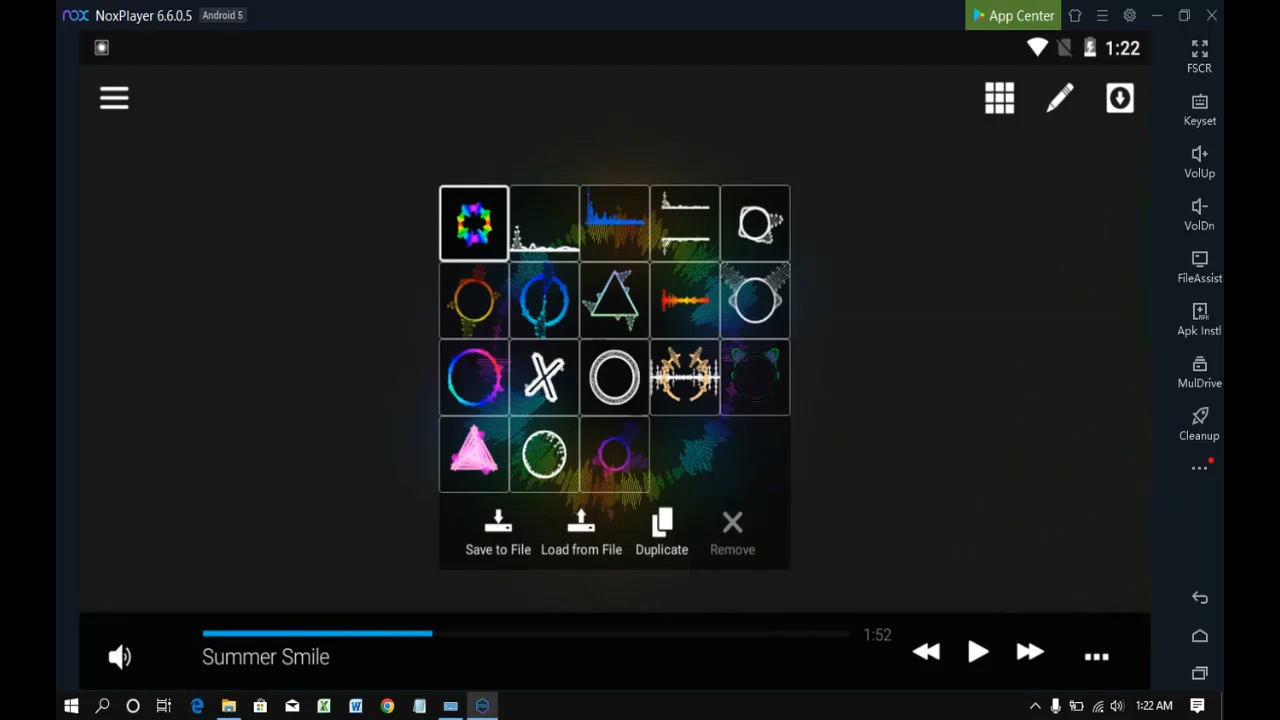 nox NoxPlayer 6.6.0.5 Android 5
App Center
1:22
FSCR
Keyset
VolUp
VolDn
FileAssist
Apk Instl
MulDrive
Cleanup
Save to File Load from File Duplicate Remove
1:52
Summer Smile
1:22 AM